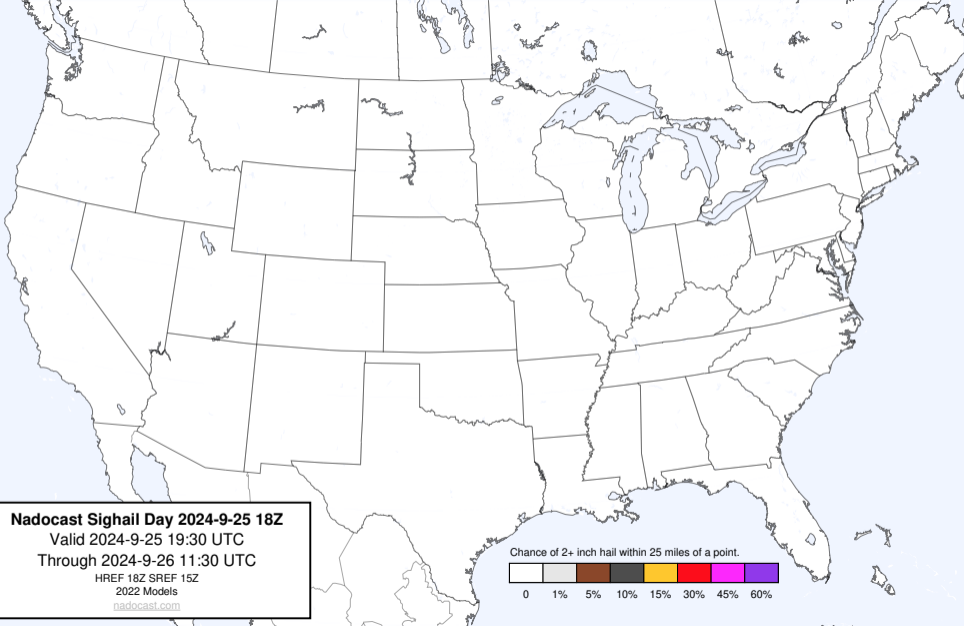 Nadocast Sighail Day 2024-9-25 18Z
Valid 2024-9-25 19:30 UTC
Through 2024-9-26 11:30 UTC
HREF 18Z SREF 15Z
2022 Models
nadocast.com
Chance of 2+ inch hail within 25 miles of a point.
0 1% 5% 10% 15% 30% 45% 60%